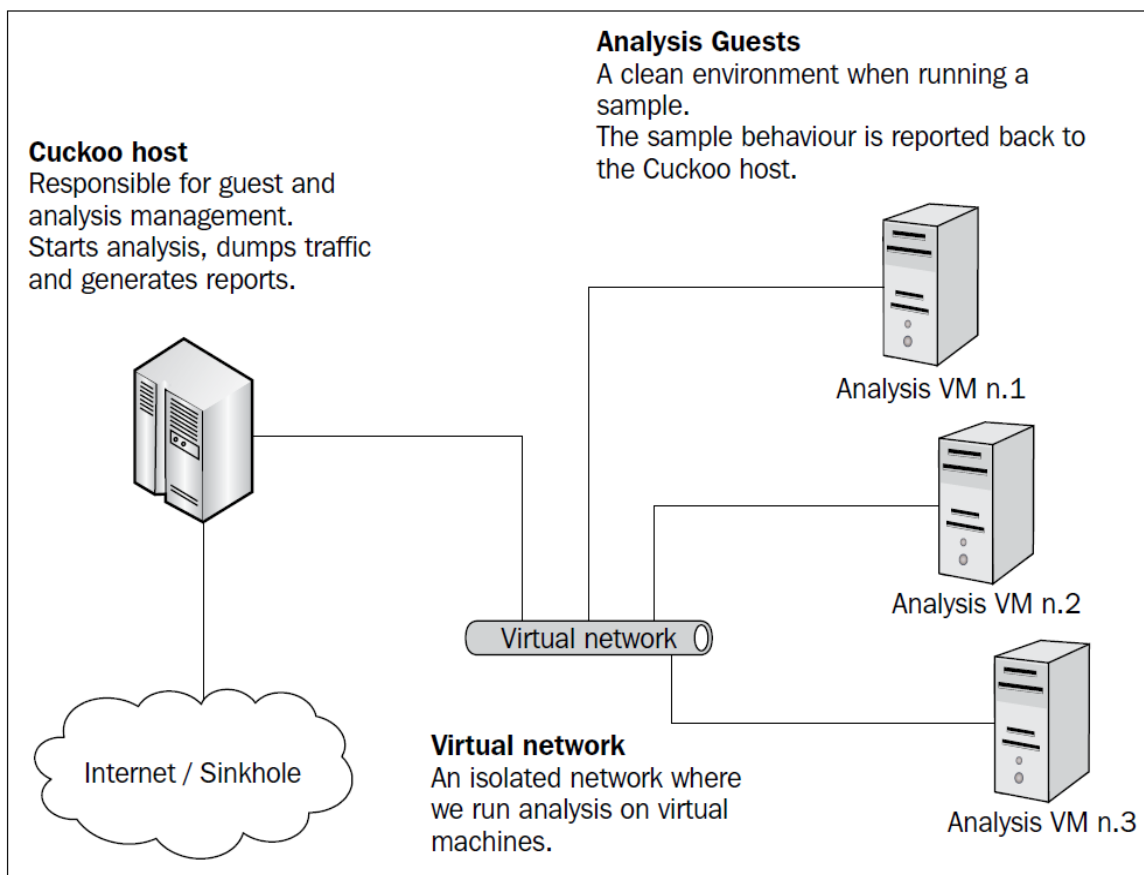 Analysis Guests
A clean environment when running a
sample.
The sample behaviour is reported back to
the Cuckoo host.
Cuckoo host
Responsible for guest and
analysis management.
Starts analysis, dumps traffic
and generates reports.
Analysis VM n.1
Analysis VM n.2
Virtual network
Analysis VM n.3
Internet / Sinkhole
Virtual network
An isolated network where
we run analysis on virtual
machines.